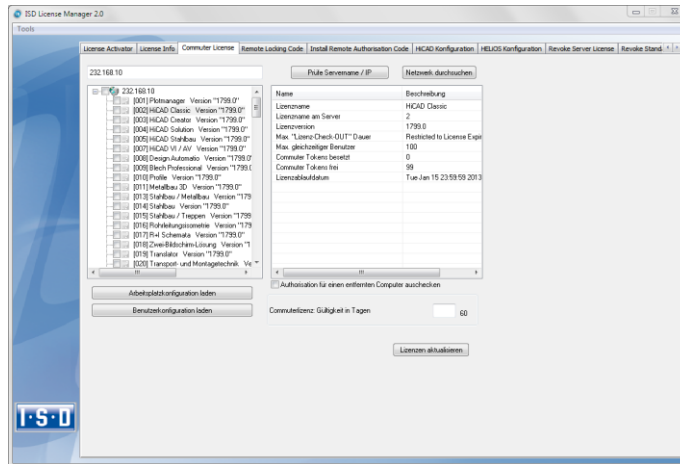 ISD License Manager 2.0
Tools
License Activator License Info Commuter License Remote Locking Code Install Remote Authorisation Code HiCAD Konfiguration HELiOS Konfiguration Revoke Server License Revoke Stand
232.168.10 Prüfe Servername / IP Netzwerk durchsuchen
232.168.10
[001] Plotmanager Version "1799.0"
[002] HiCAD Classic Version "1799.0"
[003] HiCAD Creator Version "1799.0"
[004] HiCAD Solution Version "1799.0"
[005] HiCAD Stahlbau Version "1799.0"
[007] HiCAD VI / AV Version "1799.0"
[008] Design Automatio Version "1799.0"
[009] Blech Professional Version "1799.0
[010] Profile Version "1799.0"
[011] Metallbau 3D Version "1799.0"
[013] Stahlbau / Metallbau Version "1799.0"
[014] Stahlbau Version "1799.0"
[015] Stahlbau / Treppen Version "1799
[016] Rohrleitungsisometrie Version "1799.0"
[017] R+I Schemata Version "1799.0"
[018] Zwei-Bildschirm-Lösung Version "1
[019] Translator Version "1799.0"
[020] Transport- und Montagetechnik Ve
Name Beschreibung
Lizenzname HiCAD Classic
Lizenzname am Server 2
Lizenzversion 1799.0
Max. "Lizenz-Check-OUT" Dauer Restricted to License Expir
Max. gleichzeitiger Benutzer 100
Commuter Tokens besetzt 0
Commuter Tokens frei 99
Lizenzablaufdatum Tue Jan 15 23:59:59 2013
Arbeitsplatzkonfiguration laden
Benutzerkonfiguration laden
Authorisation für einen entfernten Computer auschecken
Commuterlizenz: Gültigkeit in Tagen 60
Lizenzen aktualisieren
I·S·D